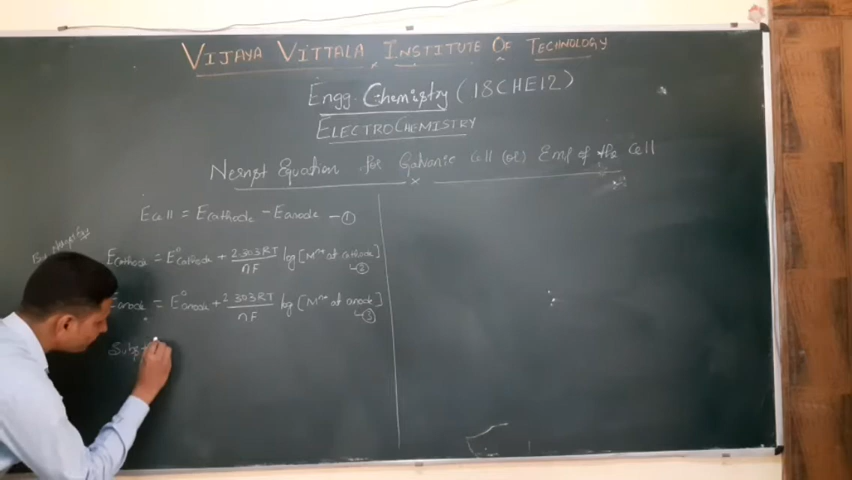 VIJAYA VITTALA INSTITUTE OF TECHNOLOGY
Engg. Chemistry (18CHE12)
ELECTROCHEMISTRY
Nernst Equation for Galvanic Cell (or) Emf of the Cell
Ecell = Ecathode - Eanode —①
Ecathode = E°cathode + 2.303RT/nF log [Mⁿ⁺ at cathode] ②
Eanode = E°anode + 2.303RT/nF log [Mⁿ⁺ at anode] ③